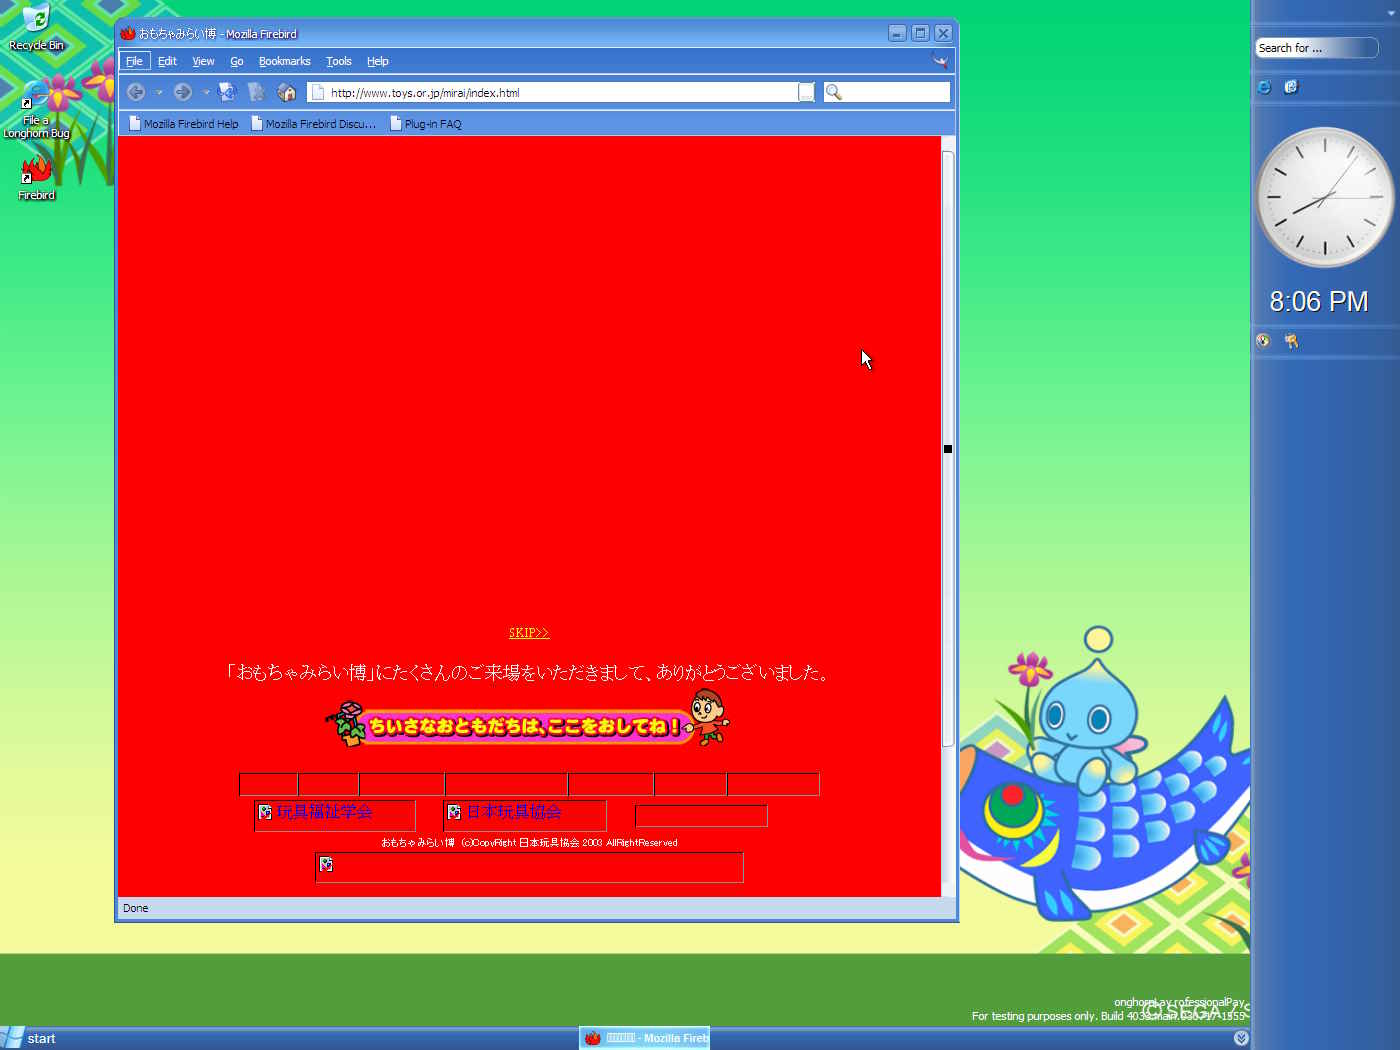 Recycle Bin
File a
Longhorn Bug
Firebird
おもちゃみらい博 - Mozilla Firebird
File Edit View Go Bookmarks Tools Help
http://www.toys.or.jp/mirai/index.html
Mozilla Firebird Help Mozilla Firebird Discu... Plug-in FAQ
SKIP>>
「おもちゃみらい博」にたくさんのご来場をいただきまして、ありがとうございました。
ちいさなおともだちは、ここをおしてね!
玩具福祉学会 日本玩具協会
おもちゃみらい博 (c)CopyRight 日本玩具協会 2003 AllRightReserved
Done
Search for ...
8:06 PM
(C)SEGA
For testing purposes only. Build 4038.main.030717-1555
start
- Mozilla Fireb